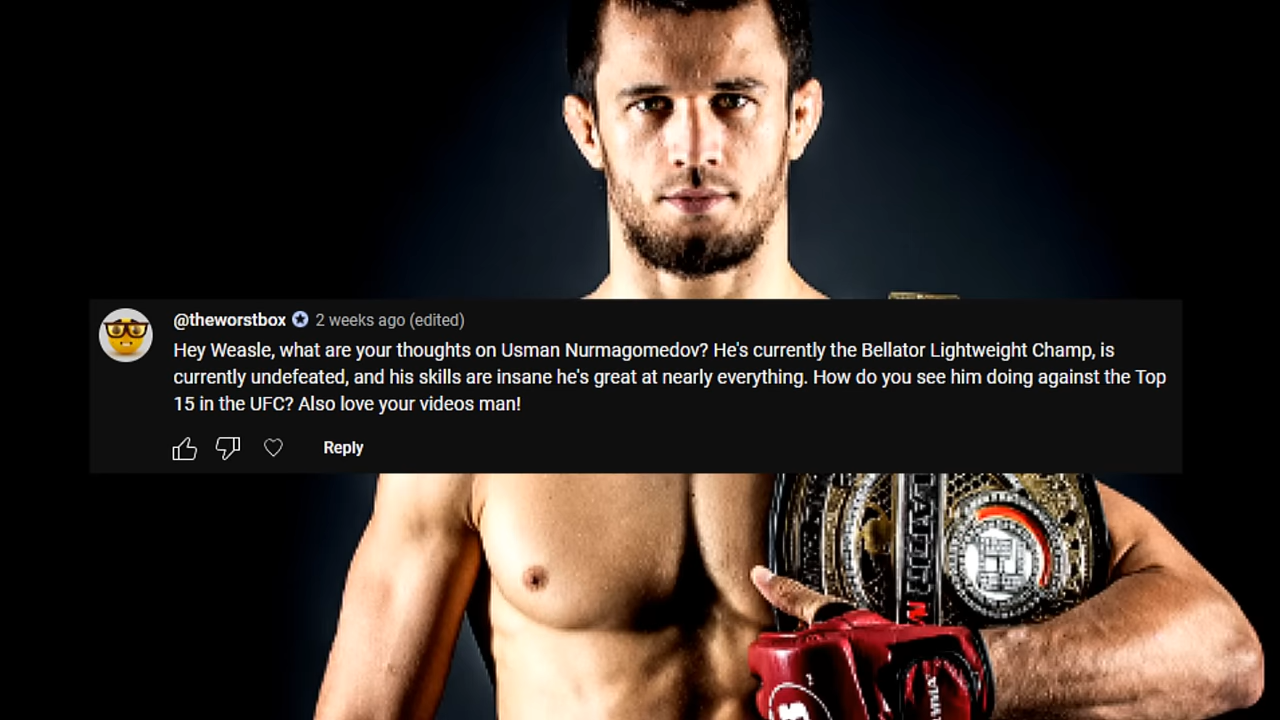 @theworstbox 2 weeks ago (edited)
Hey Weasle, what are your thoughts on Usman Nurmagomedov? He's currently the Bellator Lightweight Champ, is
currently undefeated, and his skills are insane he's great at nearly everything. How do you see him doing against the Top
15 in the UFC? Also love your videos man!
Reply